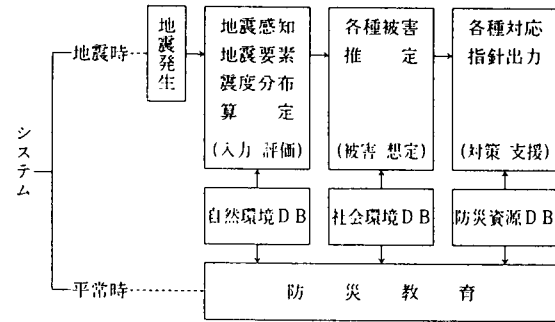 システム
地震時
地震発生
地震感知
地震要素
震度分布
算 定
(入力 評価)
各種被害
推 定
(被害 想定)
各種対応
指針出力
(対策 支援)
自然環境DB
社会環境DB
防災資源DB
平常時
防 災 教 育